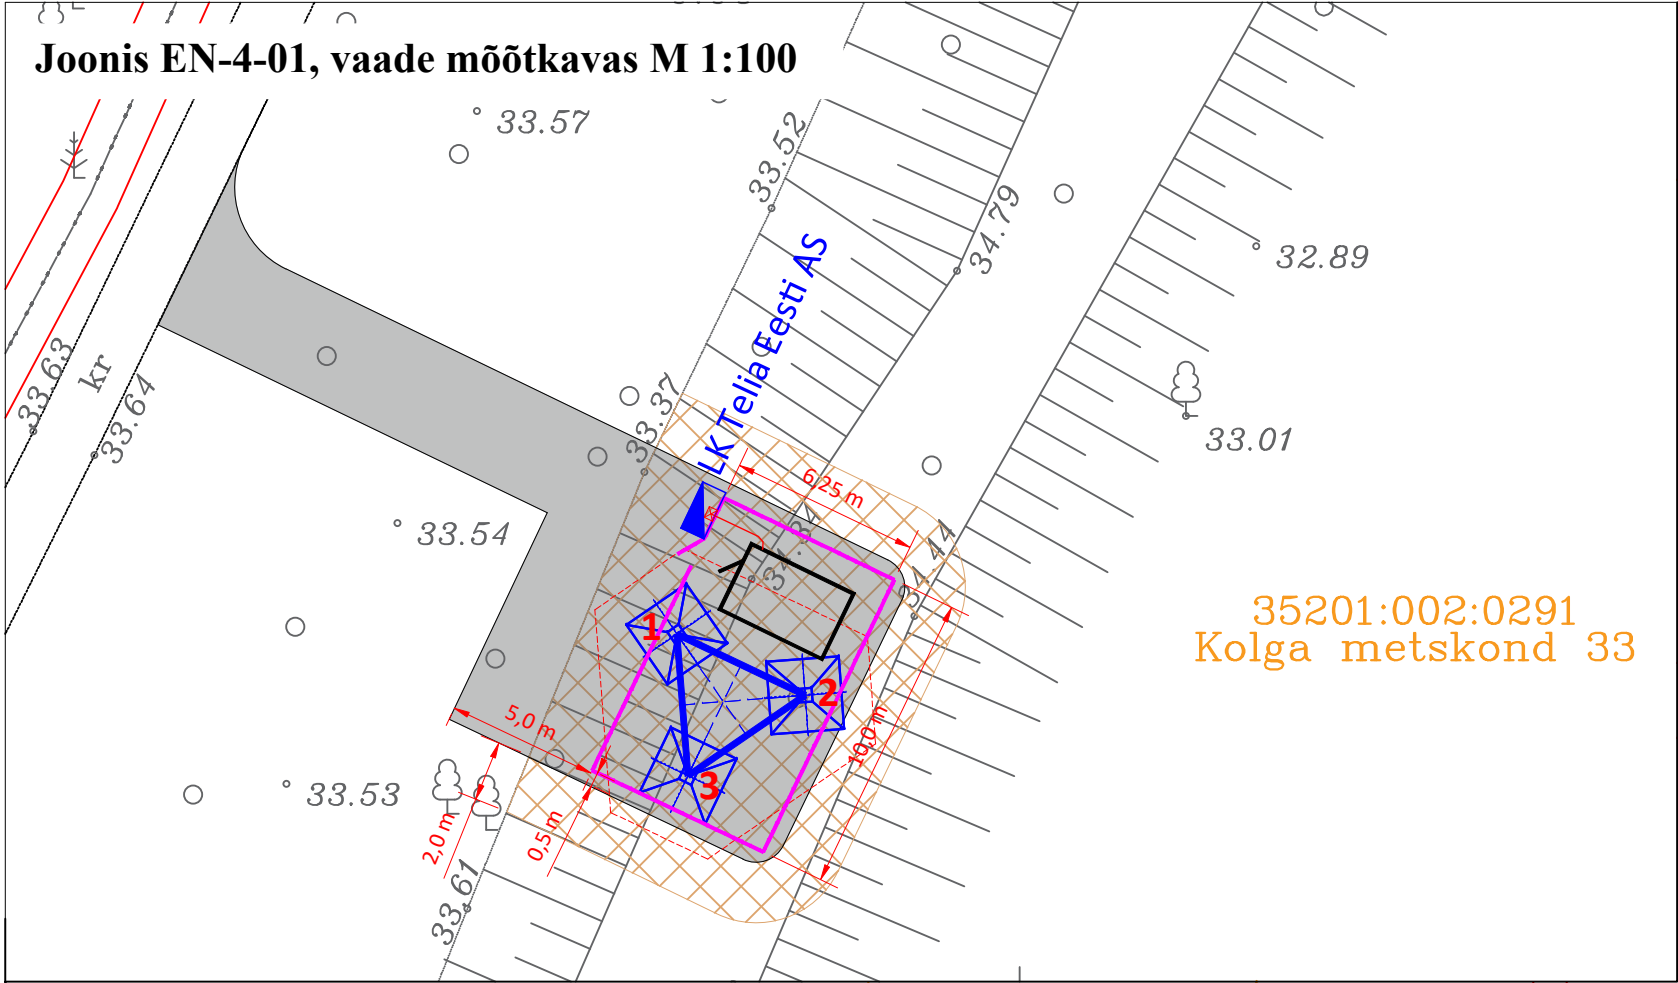 Joonis EN-4-01, vaade mõõtkavas M 1:100
33.57
33.52
34.79
32.89
LK Telia Eesti AS
33.63
kr
33.64
33.37
33.01
6,25 m
33.54
34.44
35201:002:0291
Kolga metskond 33
1
2
5,0 m
10,0 m
3
33.53
2,0 m
0,5 m
33.61